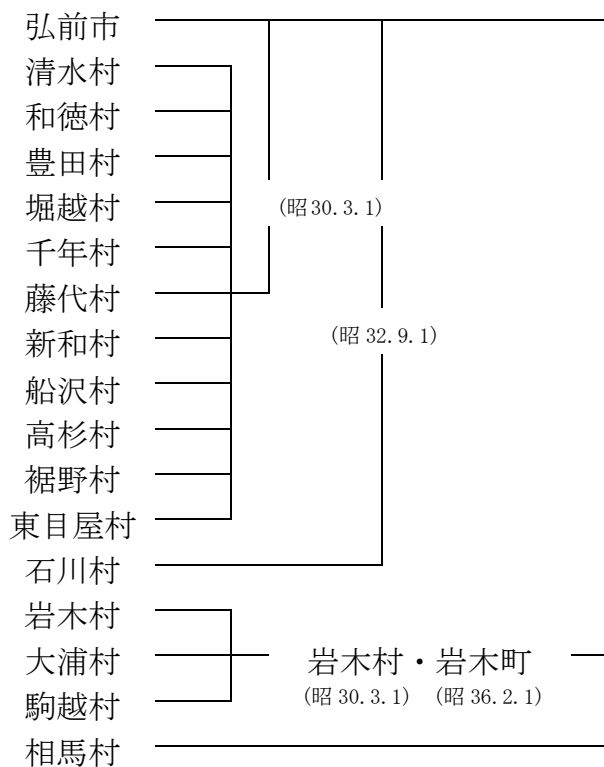 弘前市
清水村
和徳村
豊田村
堀越村
(昭30.3.1)
千年村
藤代村
新和村
(昭32.9.1)
船沢村
高杉村
裾野村
東目屋村
石川村
岩木村
大浦村
岩木村・岩木町
(昭30.3.1) (昭36.2.1)
駒越村
相馬村